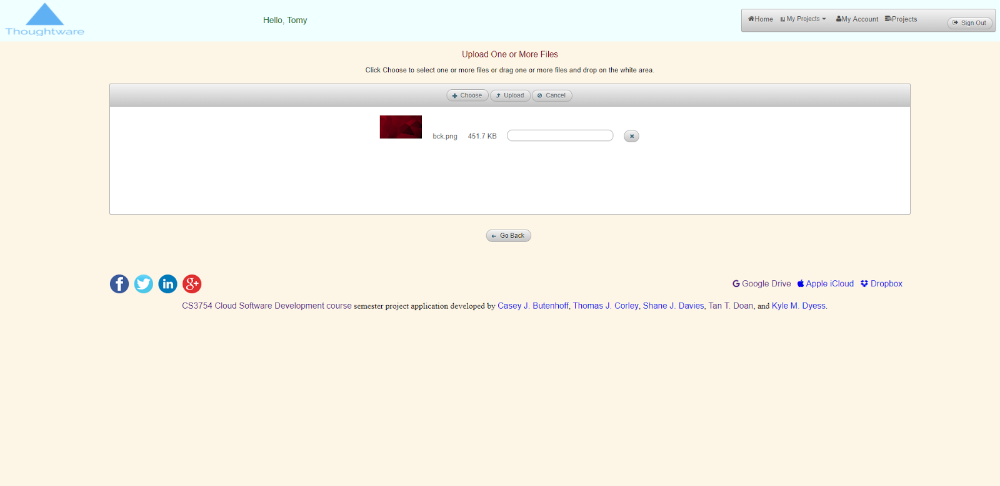 Thoughtware
Hello, Tomy
Home My Projects My Account Projects Sign Out
Upload One or More Files
Click Choose to select one or more files or drag one or more files and drop on the white area.
Choose Upload Cancel
bck.png 451.7 KB
Go Back
f in g+
Google Drive Apple iCloud Dropbox
CS3754 Cloud Software Development course semester project application developed by Casey J. Butenhoff, Thomas J. Corley, Shane J. Davies, Tan T. Doan, and Kyle M. Dyess.